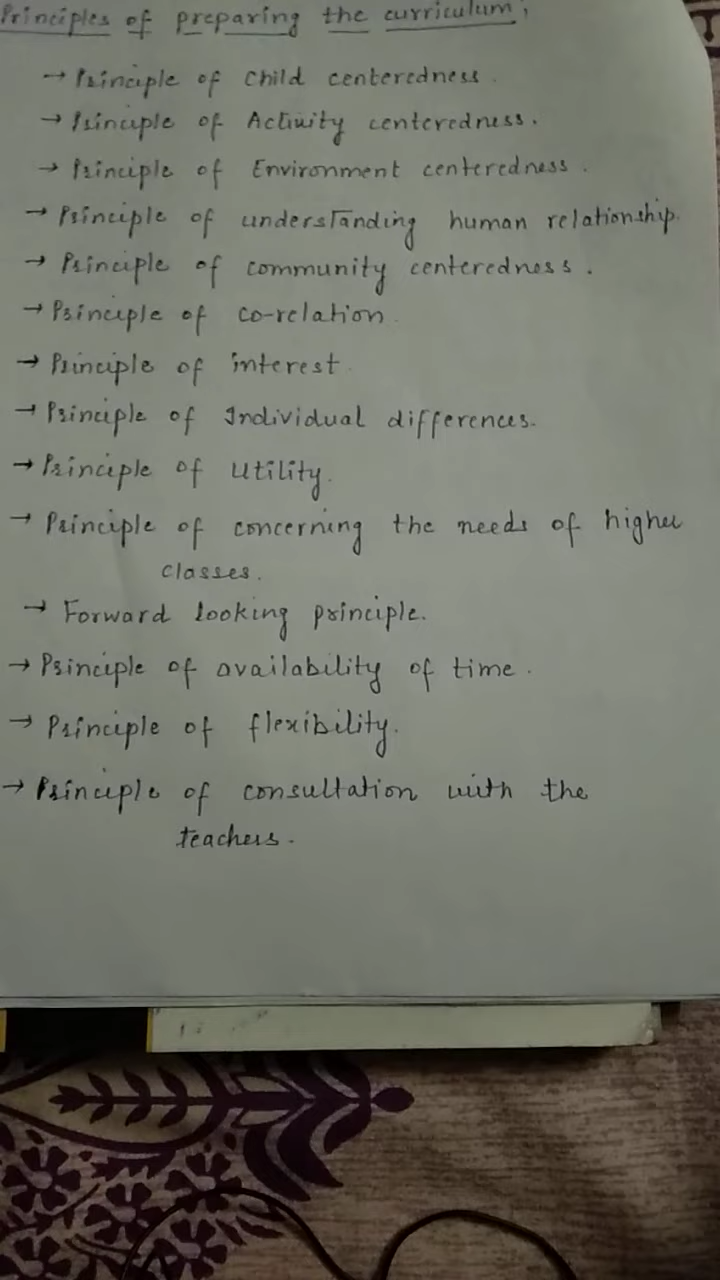 Principles of preparing the curriculum;
→ Principle of child centeredness.
→ Principle of Activity centeredness.
→ Principle of Environment centeredness.
→ Principle of understanding human relationship.
→ Principle of community centeredness.
→ Principle of co-relation.
→ Principle of interest.
→ Principle of Individual differences.
→ Principle of Utility.
→ Principle of concerning the needs of higher
classes.
→ Forward looking principle.
→ Principle of availability of time.
→ Principle of flexibility.
→ Principle of consultation with the
teachers.